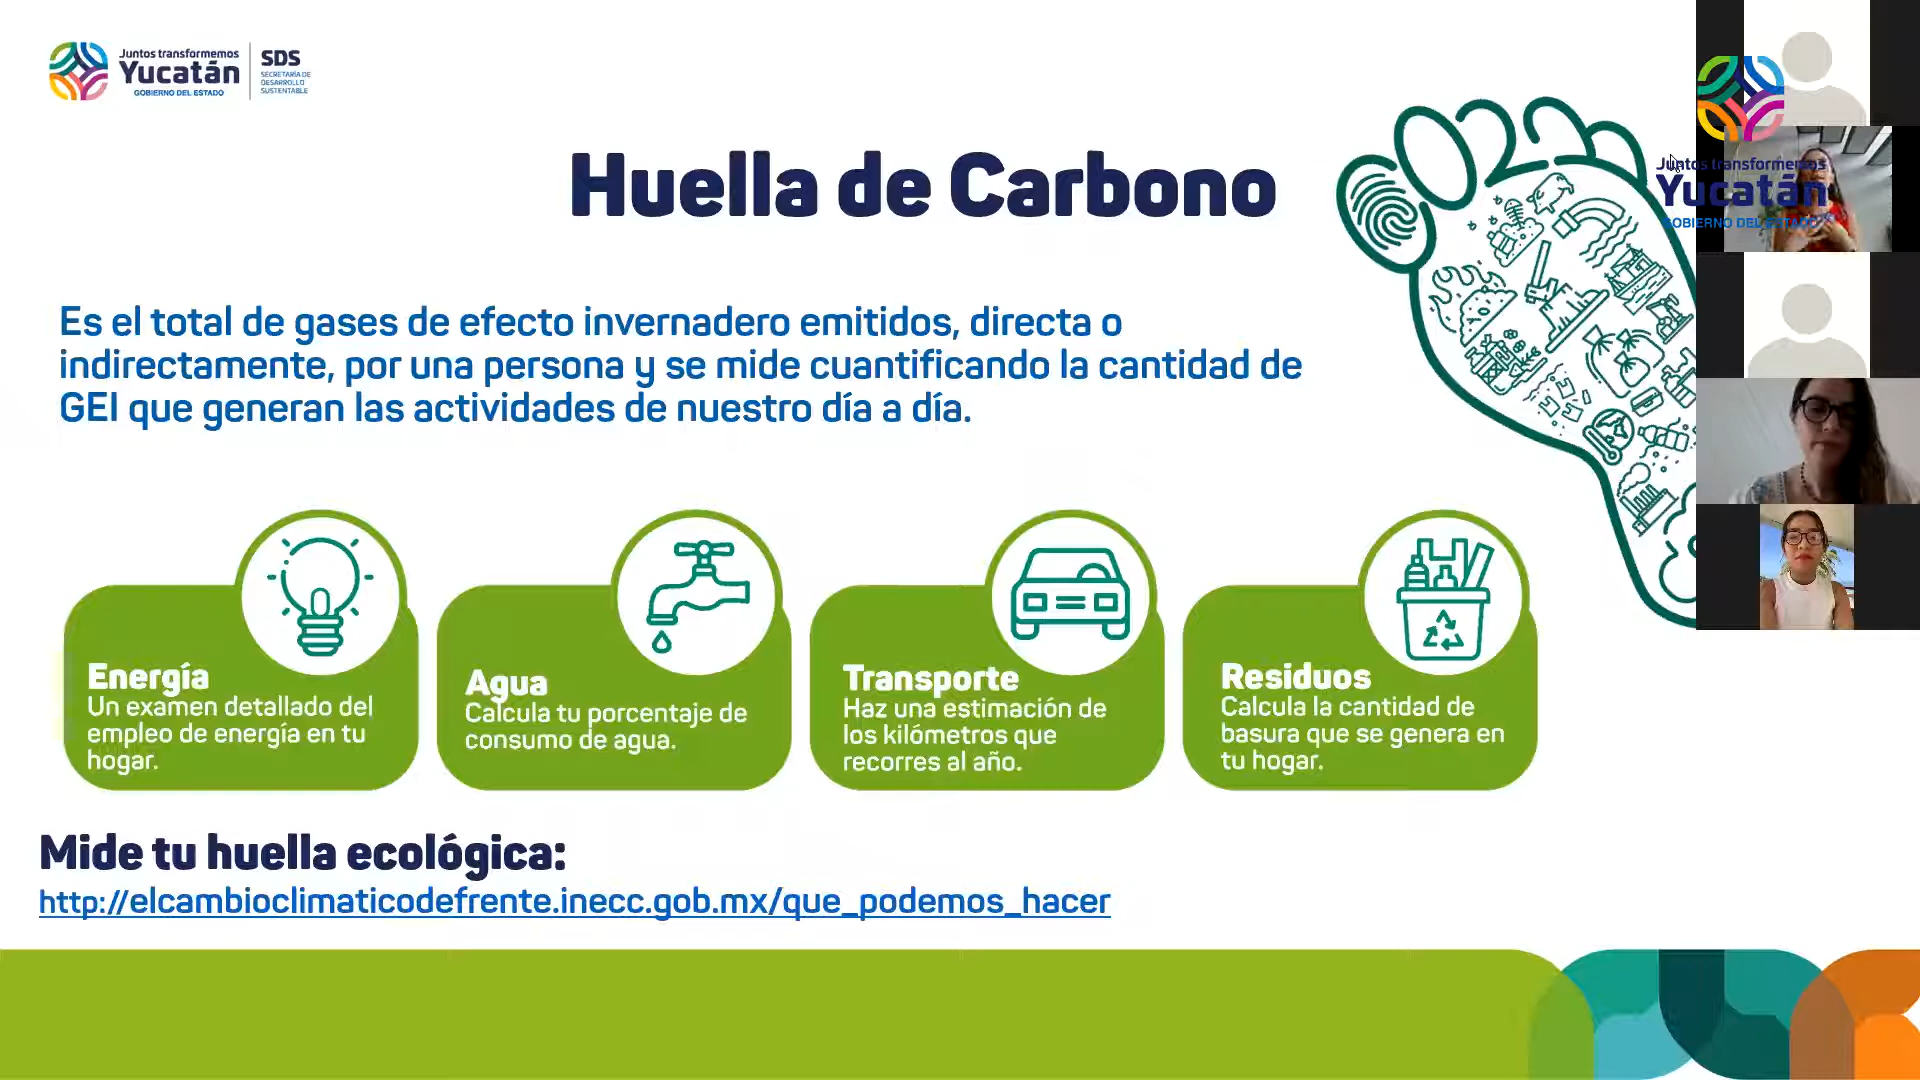 Juntos transformemos
Yucatán
GOBIERNO DEL ESTADO
SDS
SECRETARÍA DE
DESARROLLO
SUSTENTABLE
Juntos transformemos
Yucatán
GOBIERNO DEL ESTADO
Huella de Carbono
Es el total de gases de efecto invernadero emitidos, directa o
indirectamente, por una persona y se mide cuantificando la cantidad de
GEI que generan las actividades de nuestro día a día.
Energía
Un examen detallado del
empleo de energía en tu
hogar.
Agua
Calcula tu porcentaje de
consumo de agua.
Transporte
Haz una estimación de
los kilómetros que
recorres al año.
Residuos
Calcula la cantidad de
basura que se genera en
tu hogar.
Mide tu huella ecológica:
http://elcambioclimaticodefrente.inecc.gob.mx/que_podemos_hacer